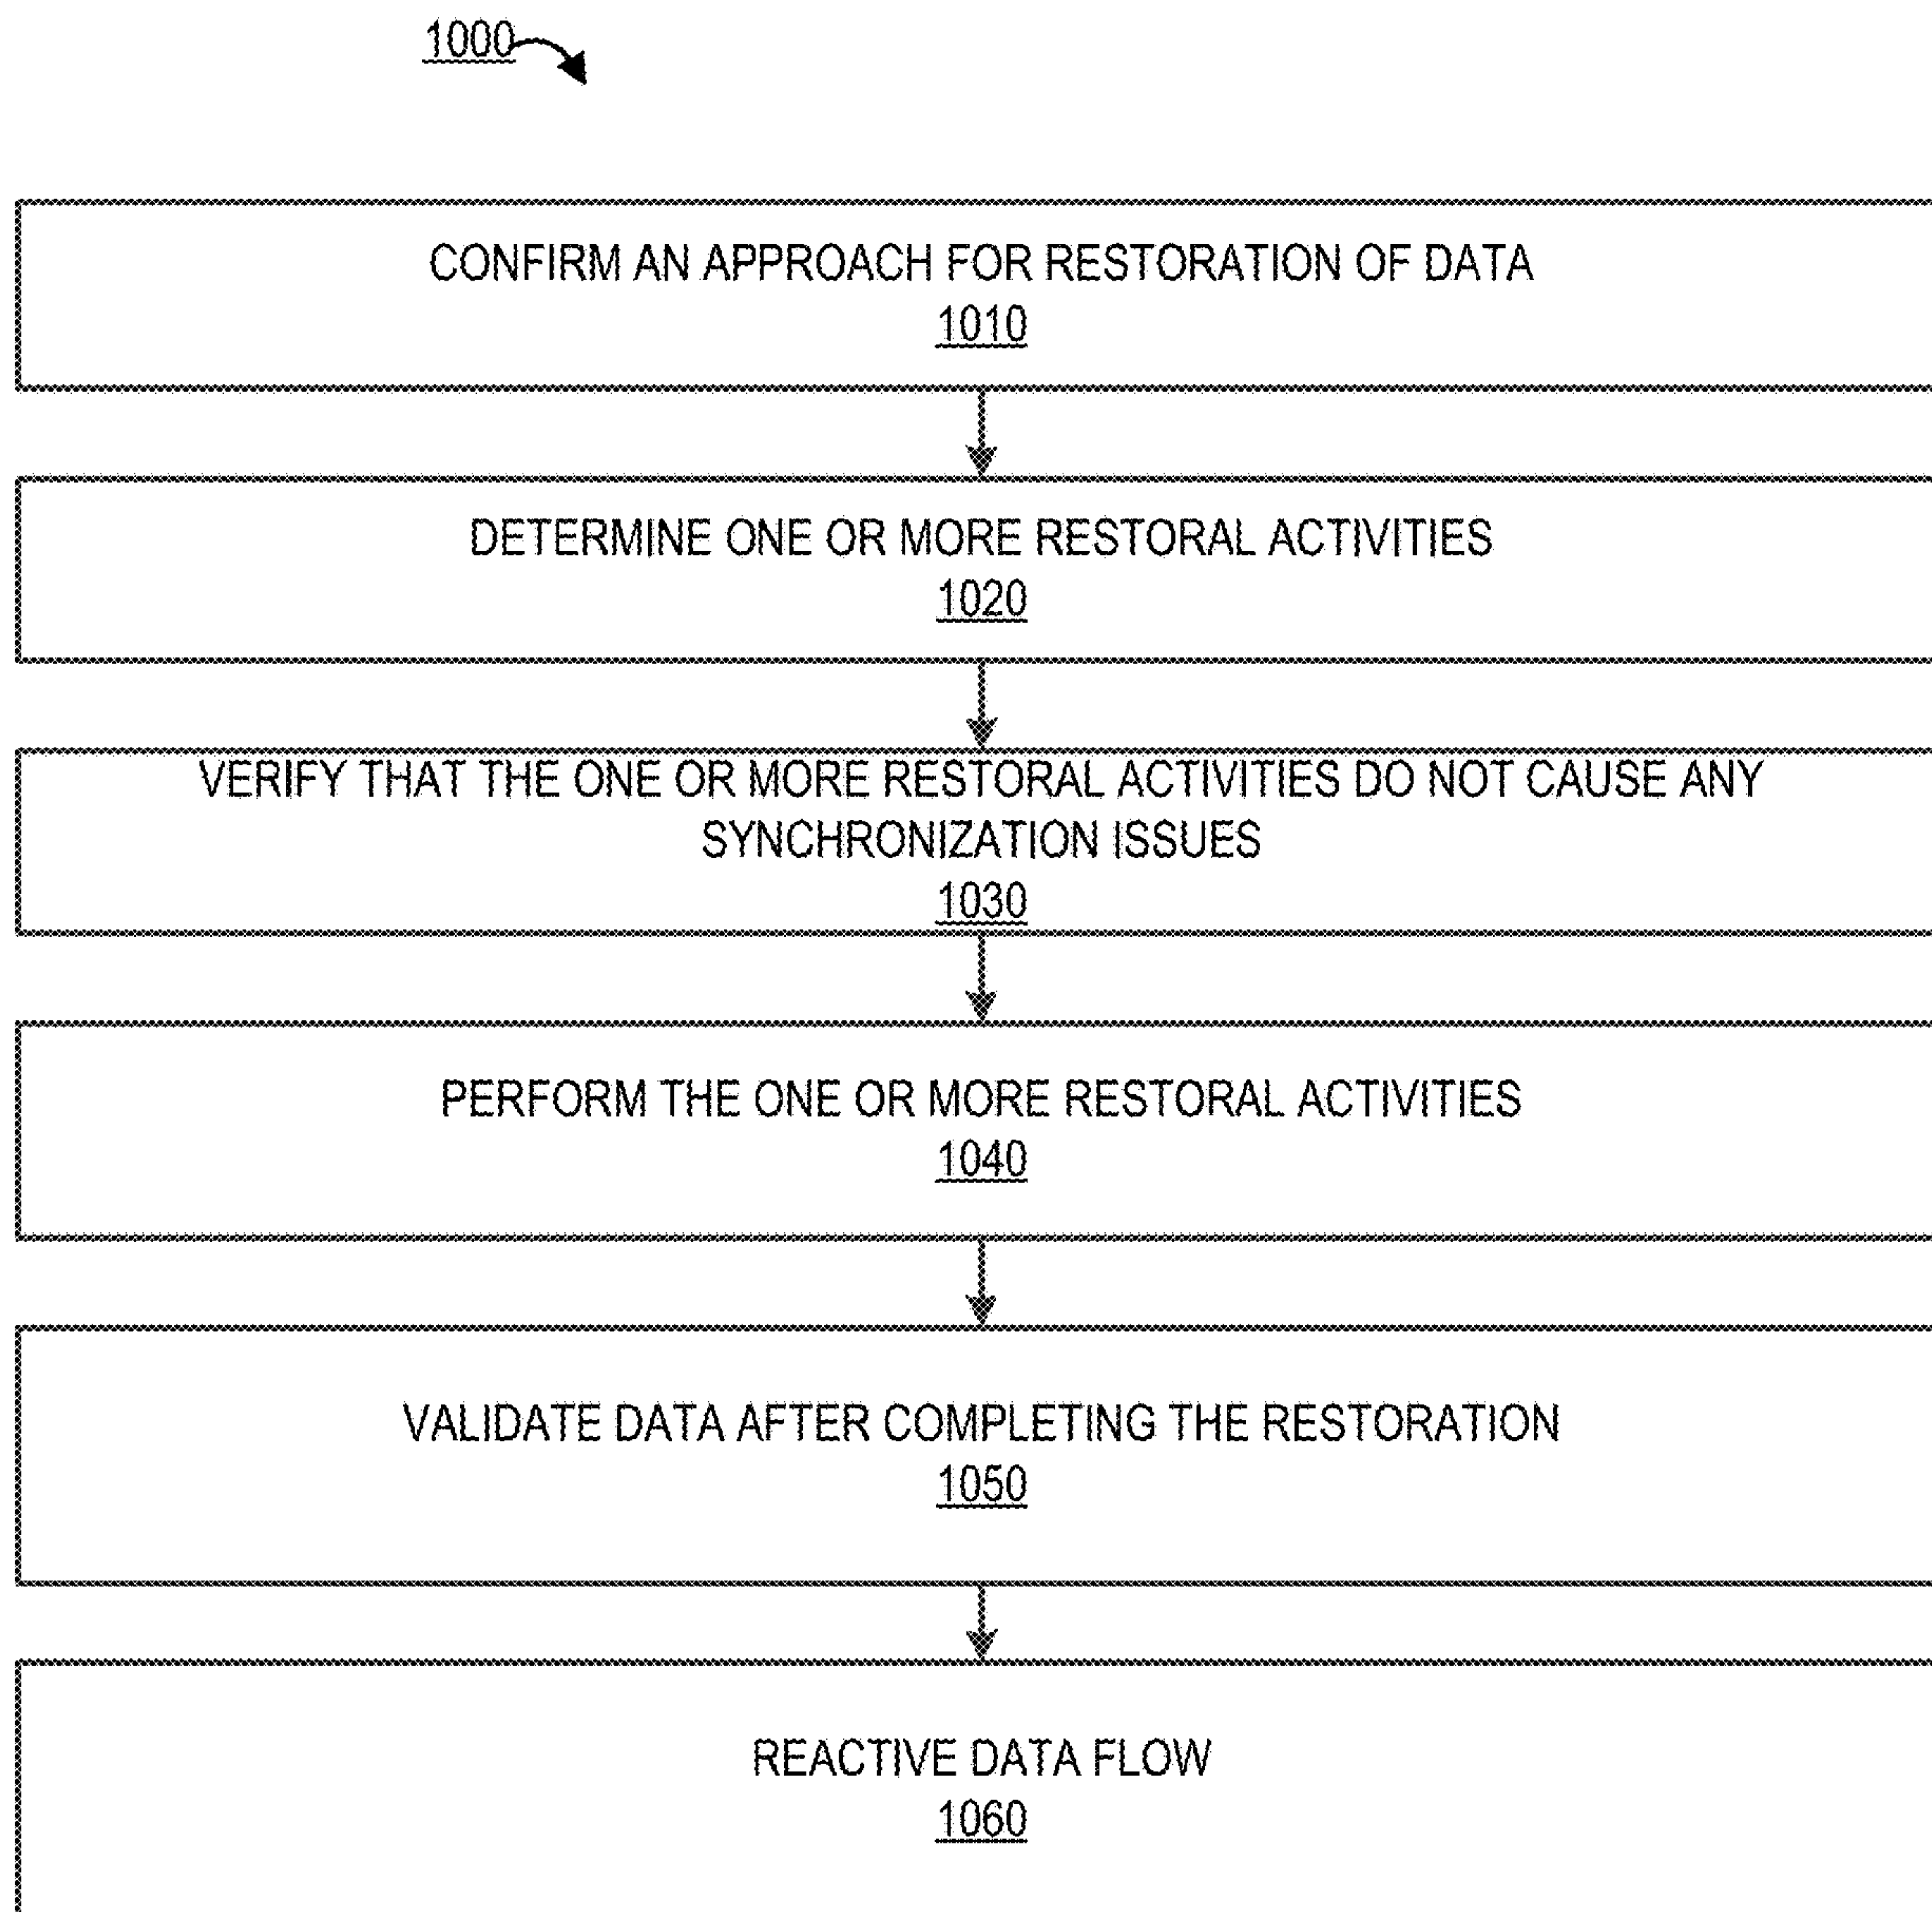 1000
CONFIRM AN APPROACH FOR RESTORATION OF DATA
1010
DETERMINE ONE OR MORE RESTORAL ACTIVITIES
1020
VERIFY THAT THE ONE OR MORE RESTORAL ACTIVITIES DO NOT CAUSE ANY
SYNCHRONIZATION ISSUES
1030
PERFORM THE ONE OR MORE RESTORAL ACTIVITIES
1040
VALIDATE DATA AFTER COMPLETING THE RESTORATION
1050
REACTIVE DATA FLOW
1060